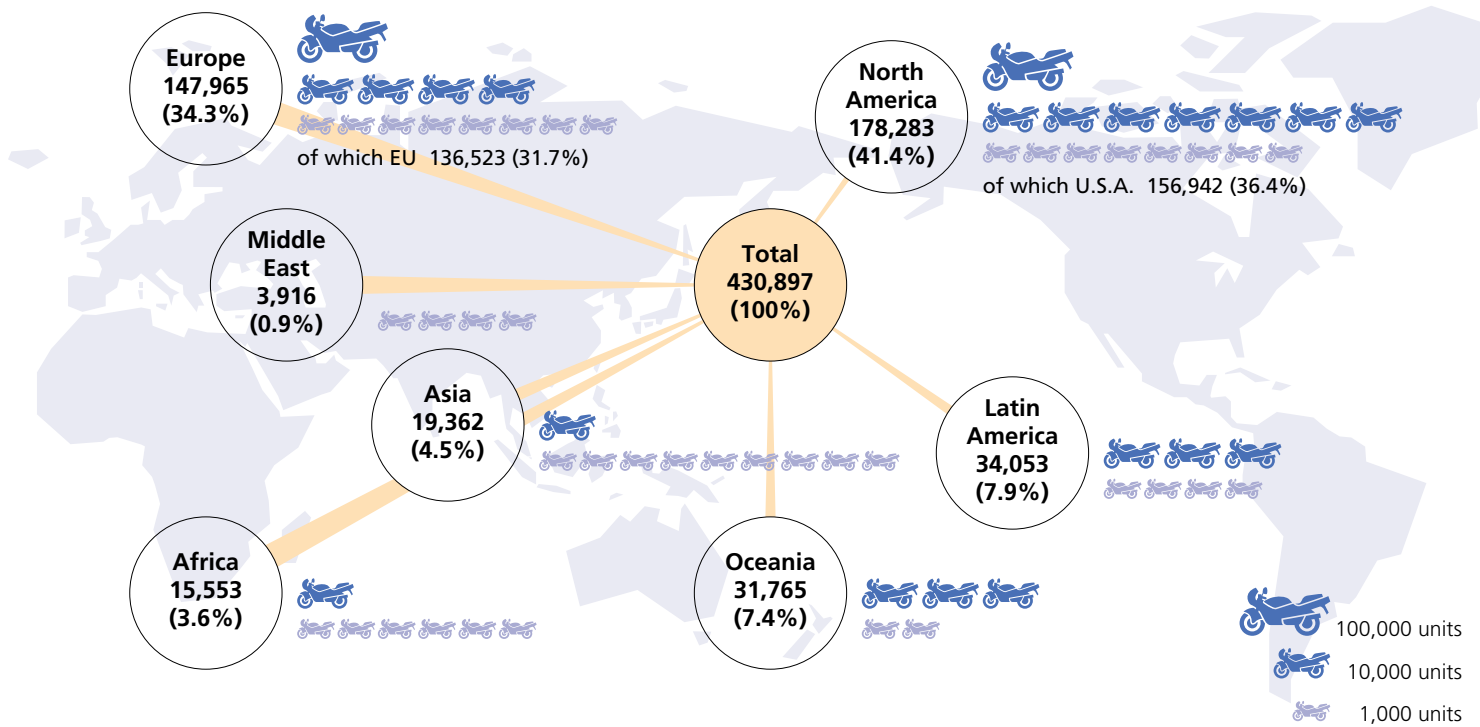 Europe
147,965
(34.3%)
of which EU 136,523 (31.7%)
North
America
178,283
(41.4%)
of which U.S.A. 156,942 (36.4%)
Middle
East
3,916
(0.9%)
Total
430,897
(100%)
Asia
19,362
(4.5%)
Latin
America
34,053
(7.9%)
Africa
15,553
(3.6%)
Oceania
31,765
(7.4%)
100,000 units
10,000 units
1,000 units